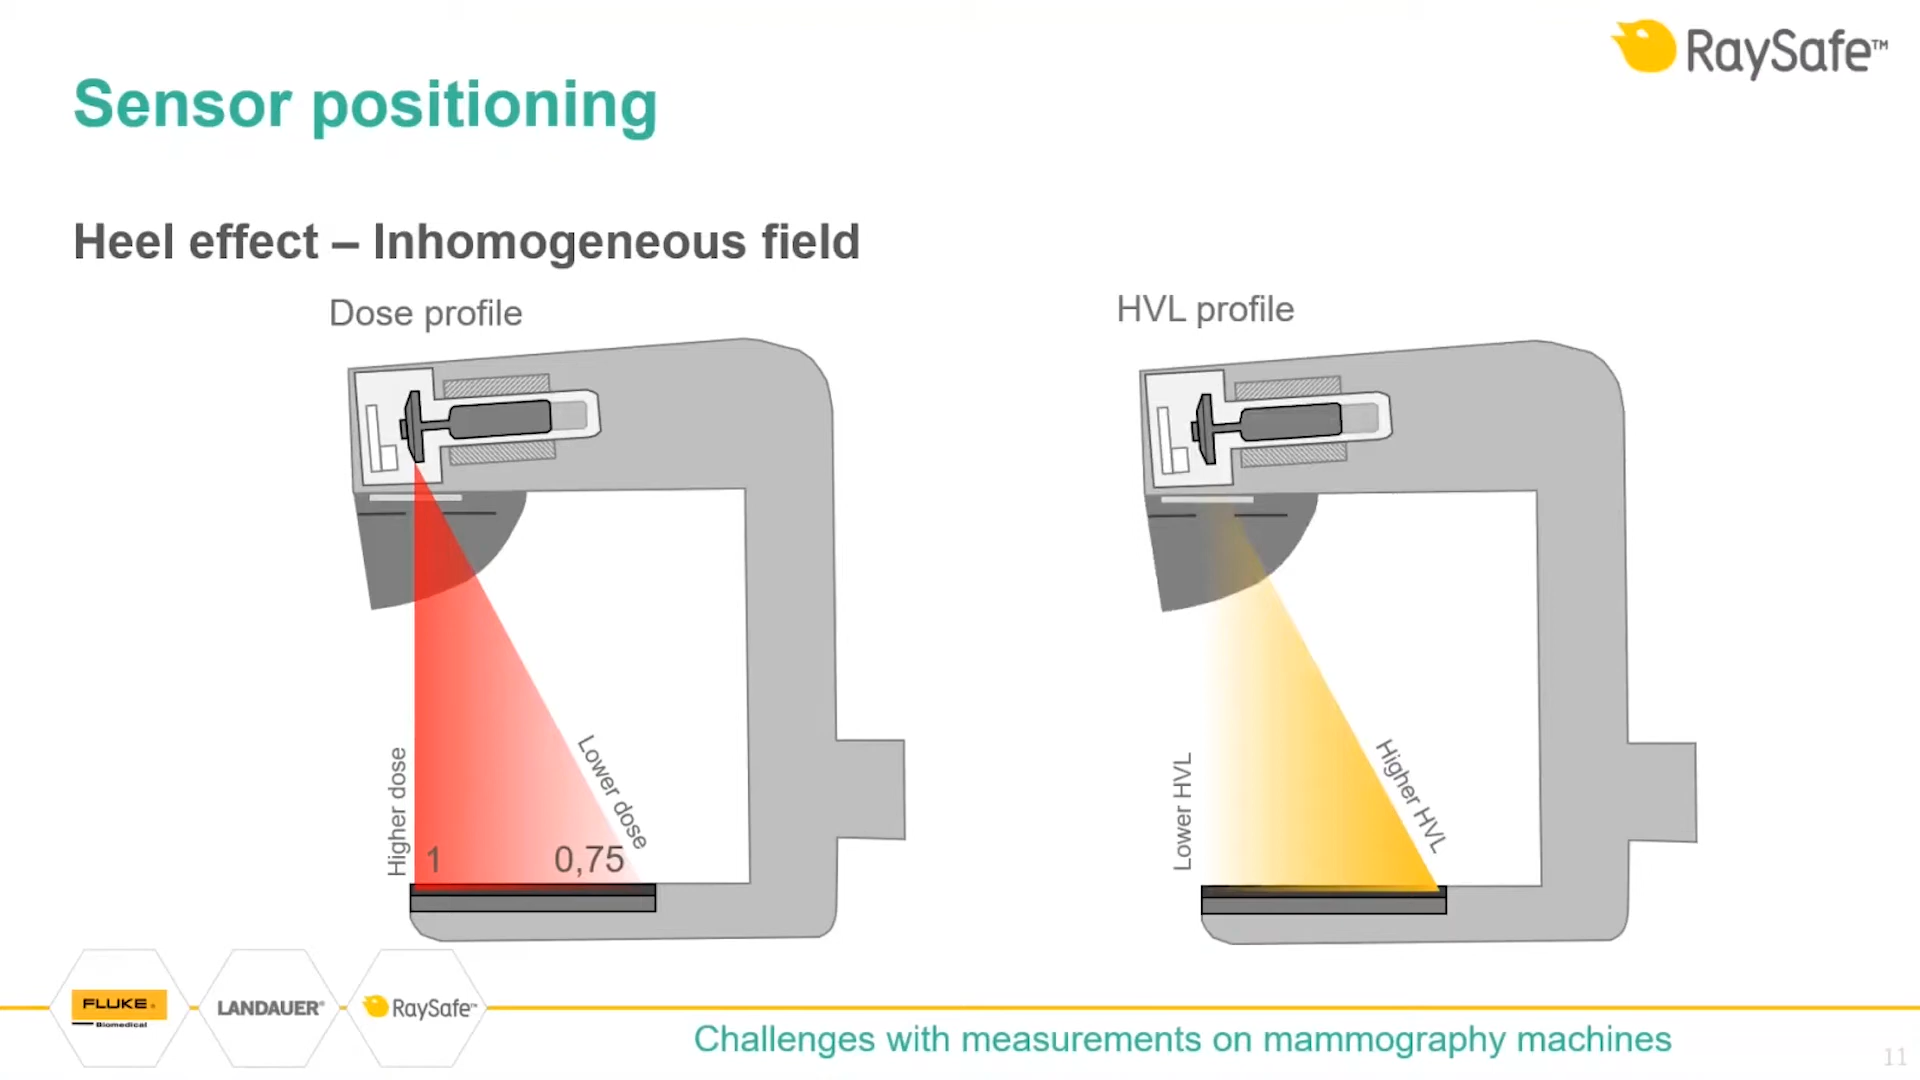 RaySafe™
Sensor positioning
Heel effect – Inhomogeneous field
Dose profile
HVL profile
Higher dose
Lower dose
1
0,75
Lower HVL
Higher HVL
FLUKE®
Biomedical
LANDAUER®
RaySafe™
Challenges with measurements on mammography machines
11